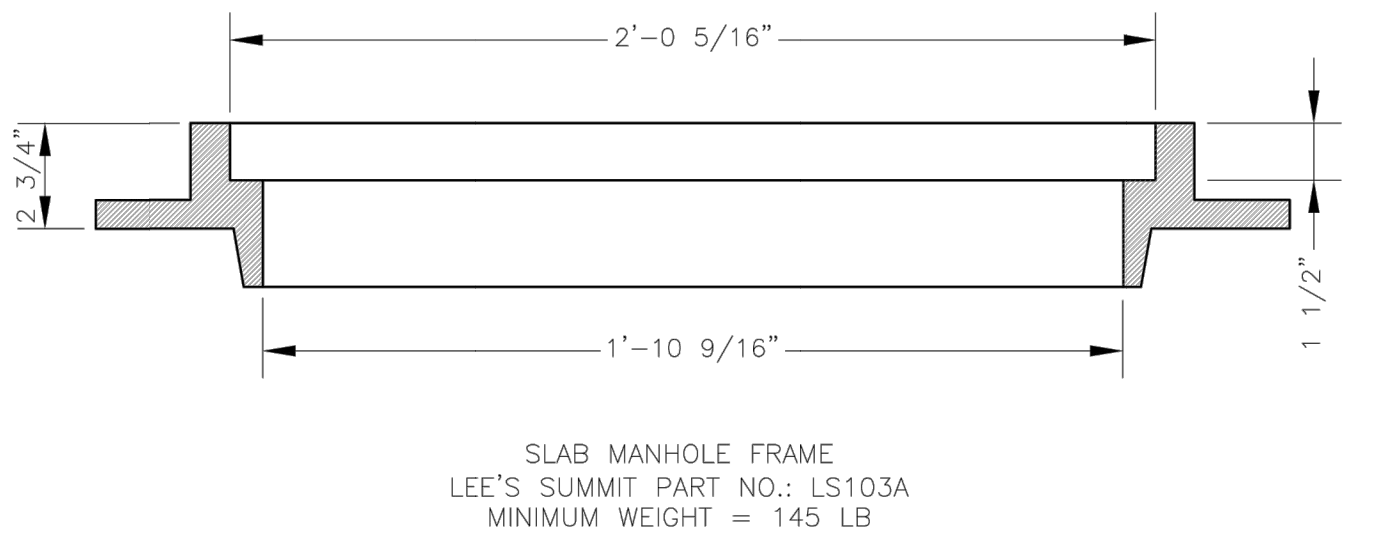 2'-0 5/16"
2 3/4"
1 1/2"
1'-10 9/16"
SLAB MANHOLE FRAME
LEE'S SUMMIT PART NO.: LS103A
MINIMUM WEIGHT = 145 LB